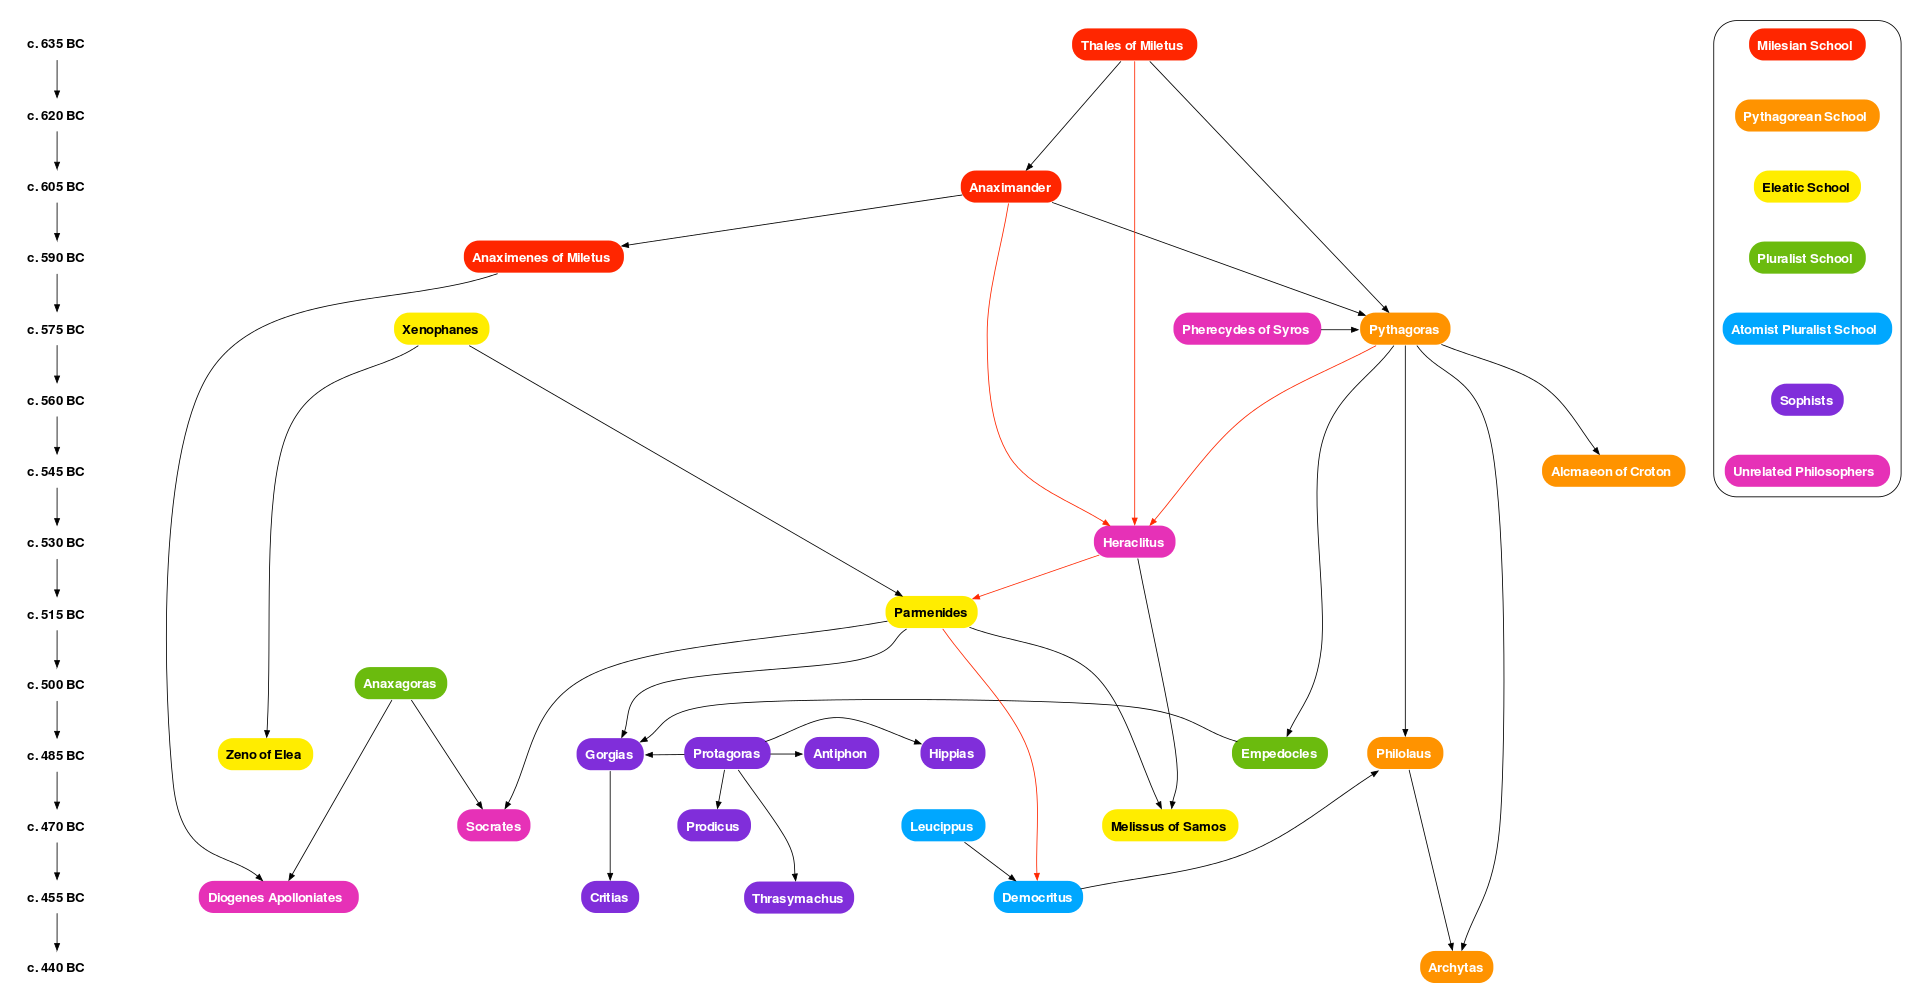 c. 635 BC
Thales of Miletus
Milesian School
c. 620 BC
Pythagorean School
c. 605 BC
Anaximander
Eleatic School
c. 590 BC
Anaximenes of Miletus
Pluralist School
c. 575 BC
Xenophanes
Pherecydes of Syros
Pythagoras
Atomist Pluralist School
c. 560 BC
Sophists
c. 545 BC
Alcmaeon of Croton
Unrelated Philosophers
c. 530 BC
Heraclitus
c. 515 BC
Parmenides
c. 500 BC
Anaxagoras
c. 485 BC
Zeno of Elea
Gorgias
Protagoras
Antiphon
Hippias
Empedocles
Philolaus
c. 470 BC
Socrates
Prodicus
Leucippus
Melissus of Samos
c. 455 BC
Diogenes Apolloniates
Critias
Thrasymachus
Democritus
c. 440 BC
Archytas